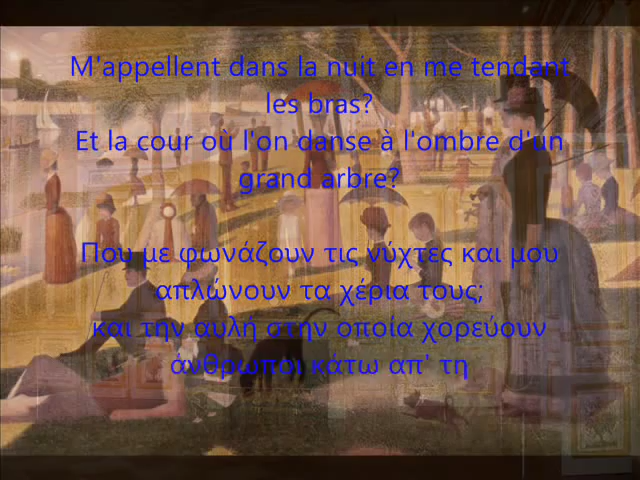 M'appellent dans la nuit en me tendant
les bras?
Et la cour où l'on danse à l'ombre d'un
grand arbre?
Που με φωνάζουν τις νύχτες και μου
απλώνουν τα χέρια τους;
και την αυλή στην οποία χορεύουν
άνθρωποι κάτω απ' τη